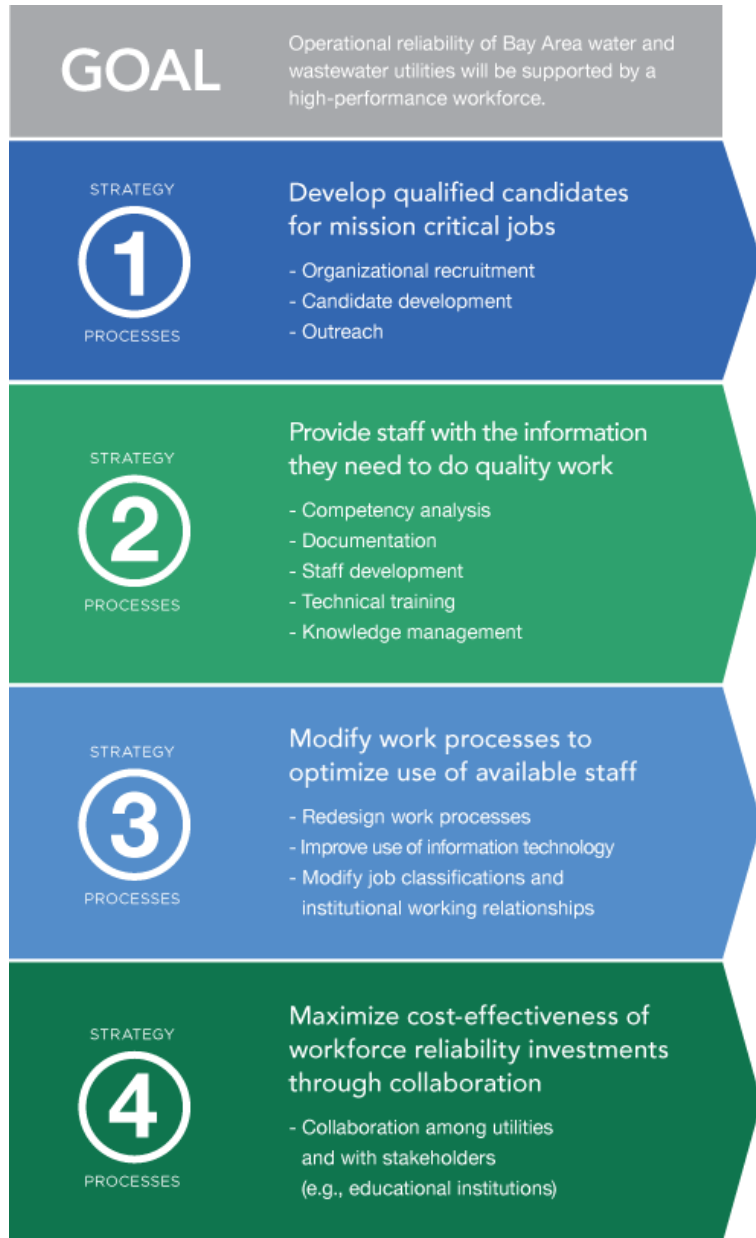 GOAL
Operational reliability of Bay Area water and
wastewater utilities will be supported by a
high-performance workforce.
STRATEGY
1
PROCESSES
Develop qualified candidates
for mission critical jobs
- Organizational recruitment
- Candidate development
- Outreach
STRATEGY
2
PROCESSES
Provide staff with the information
they need to do quality work
- Competency analysis
- Documentation
- Staff development
- Technical training
- Knowledge management
STRATEGY
3
PROCESSES
Modify work processes to
optimize use of available staff
- Redesign work processes
- Improve use of information technology
- Modify job classifications and
institutional working relationships
STRATEGY
4
PROCESSES
Maximize cost-effectiveness of
workforce reliability investments
through collaboration
- Collaboration among utilities
and with stakeholders
(e.g., educational institutions)